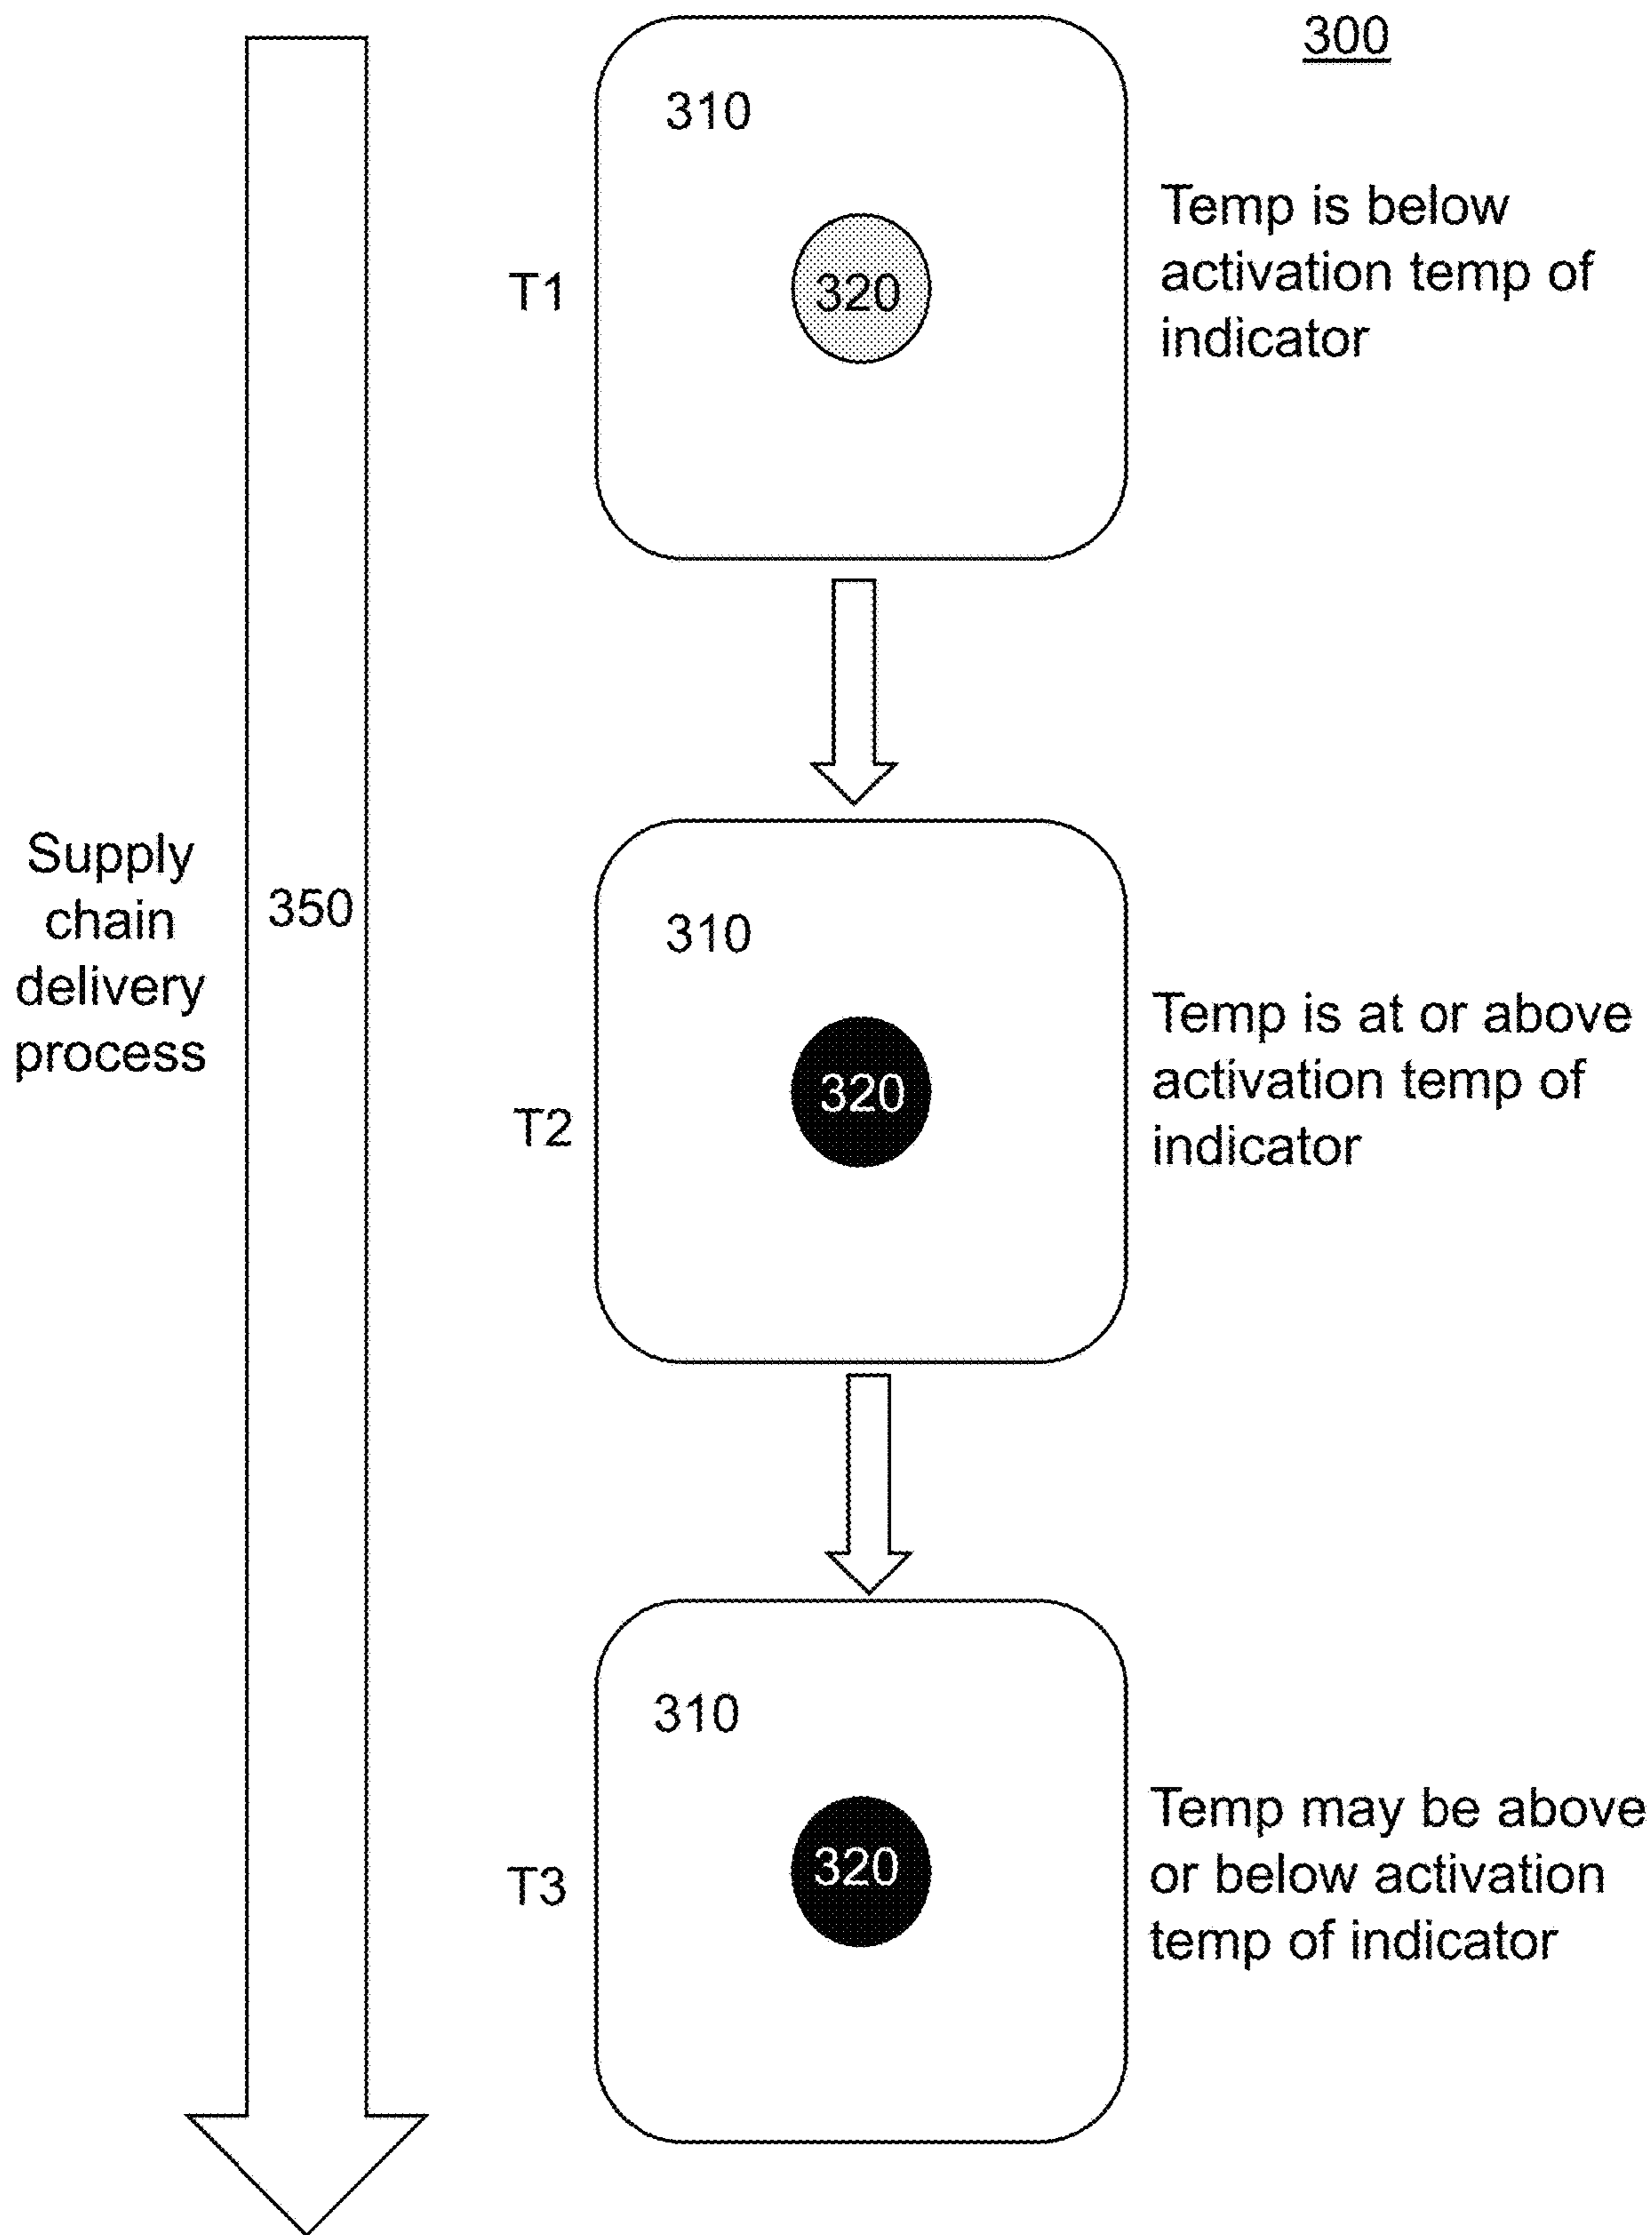 300
310
Temp is below
activation temp of
indicator
T1
320
Supply
chain
delivery
process
350
310
Temp is at or above
activation temp of
indicator
T2
320
310
Temp may be above
or below activation
temp of indicator
T3
320